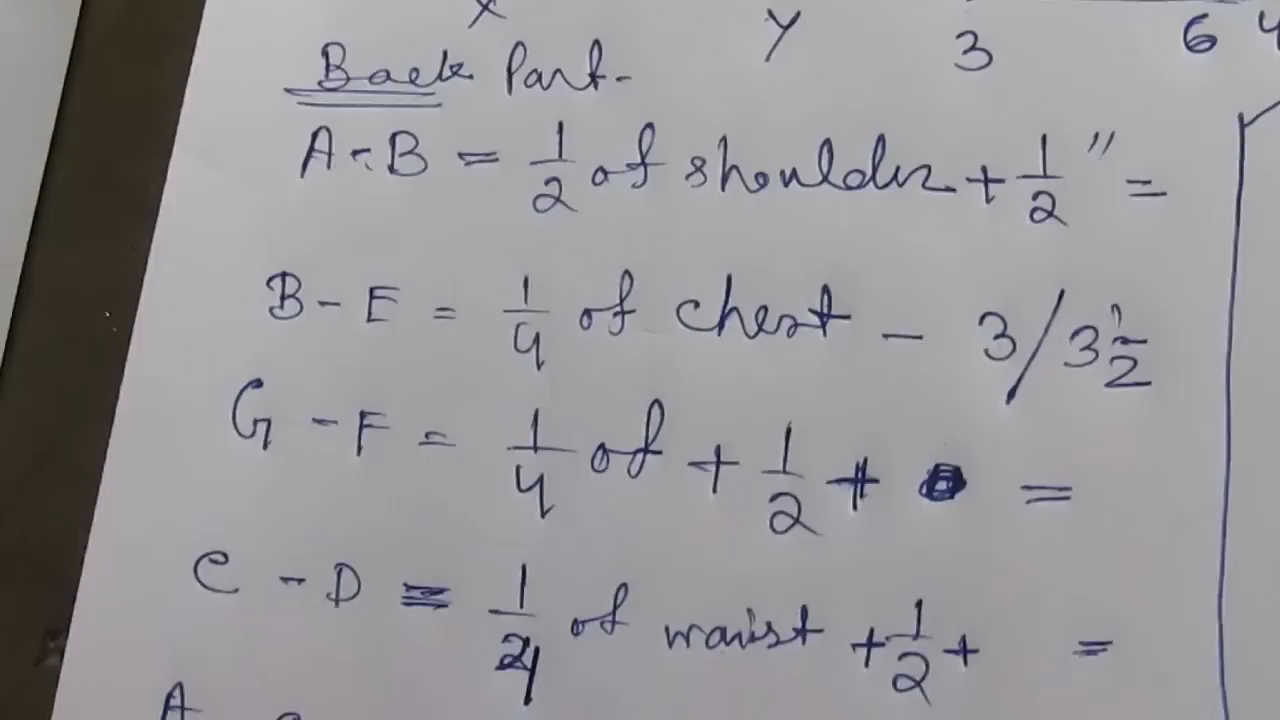 x y 3 6 4
Back Part-
A-B = 1/2 of shoulder + 1/2" =
B-E = 1/4 of chest - 3/3 1/2
G-F = 1/4 of + 1/2 + =
C-D = 1/4 of waist + 1/2 + =
A